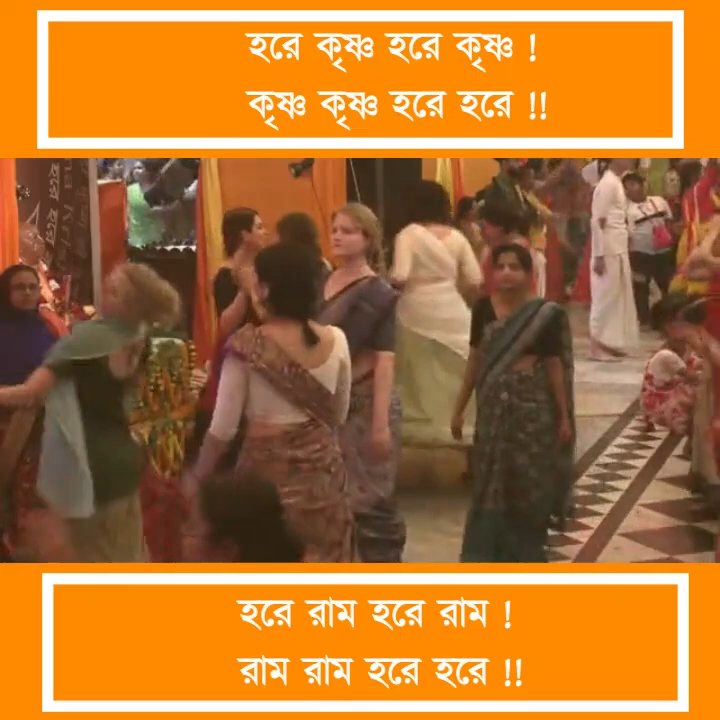 হরে কৃষ্ণ হরে কৃষ্ণ !
কৃষ্ণ কৃষ্ণ হরে হরে !!
হরে রাম হরে রাম !
রাম রাম হরে হরে !!